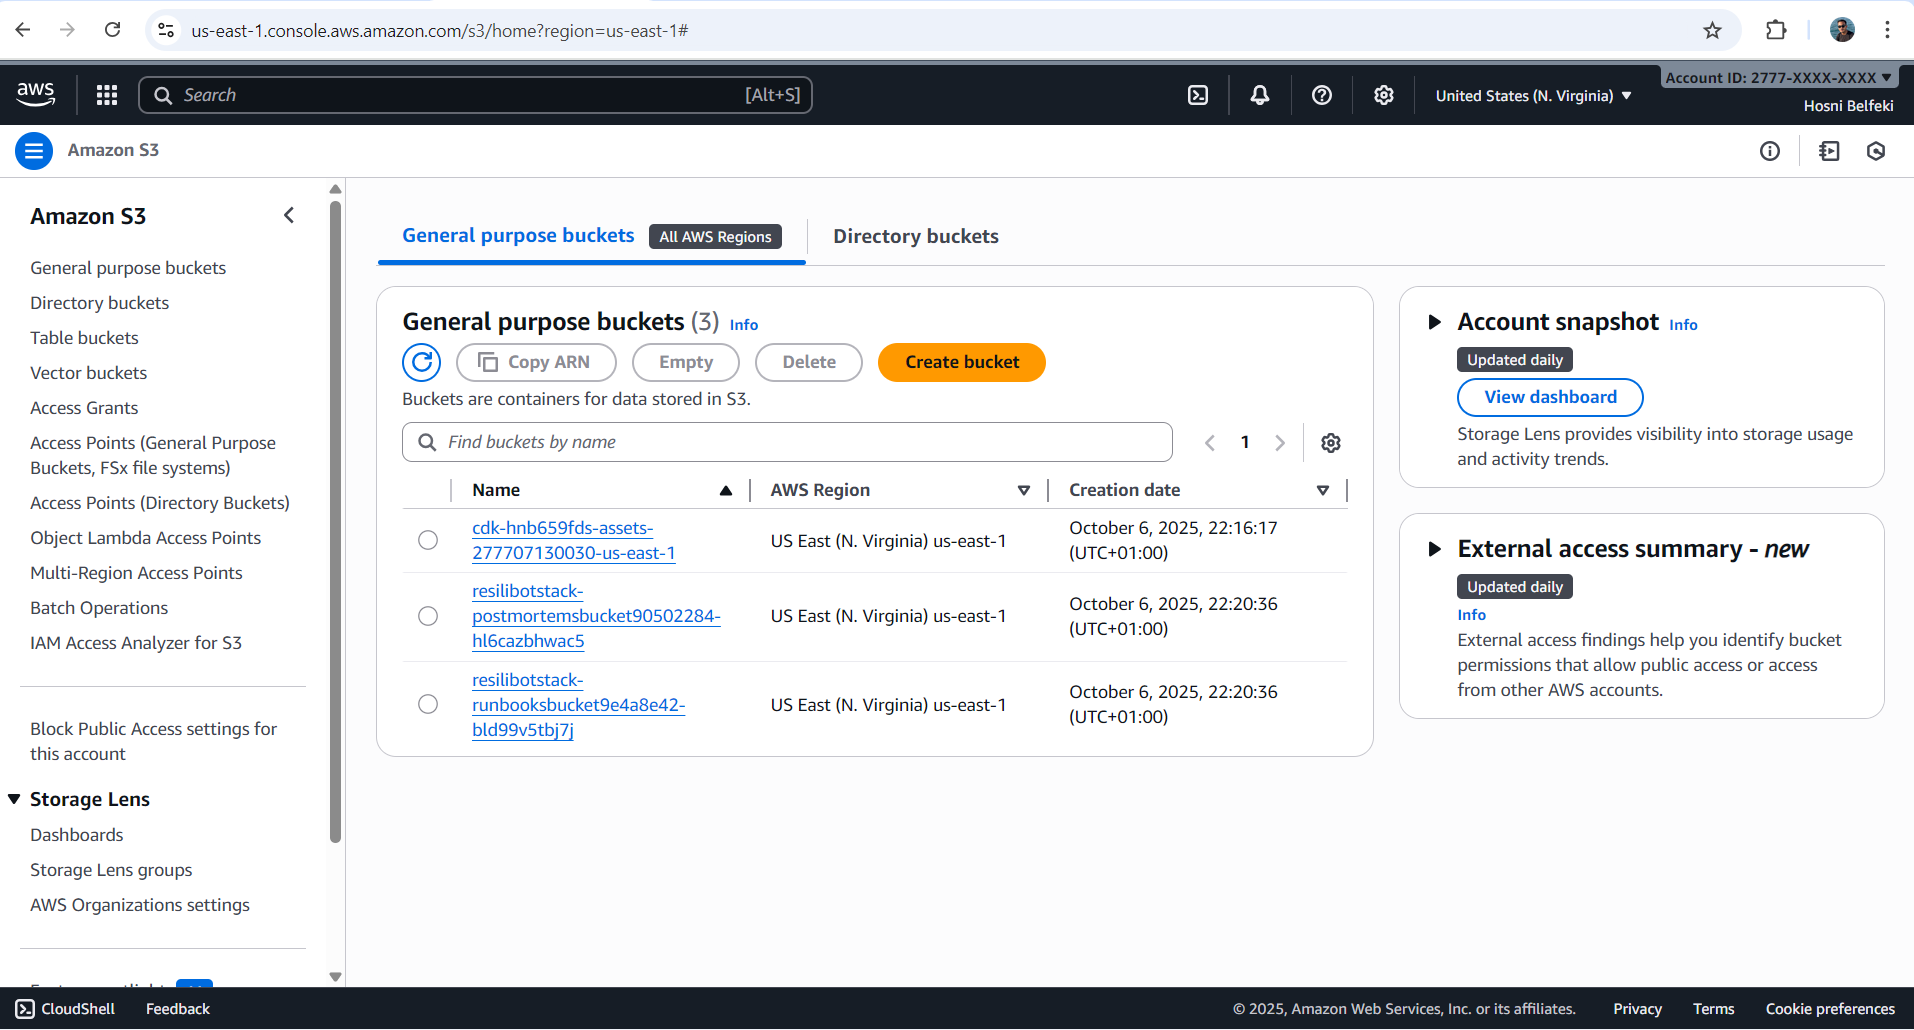 us-east-1.console.aws.amazon.com/s3/home?region=us-east-1#
aws
Search
[Alt+S]
United States (N. Virginia)
Account ID: 2777-XXXX-XXXX
Hosni Belfeki
Amazon S3
Amazon S3
General purpose buckets
Directory buckets
Table buckets
Vector buckets
Access Grants
Access Points (General Purpose
Buckets, FSx file systems)
Access Points (Directory Buckets)
Object Lambda Access Points
Multi-Region Access Points
Batch Operations
IAM Access Analyzer for S3
Block Public Access settings for
this account
Storage Lens
Dashboards
Storage Lens groups
AWS Organizations settings
General purpose buckets
All AWS Regions
Directory buckets
General purpose buckets (3) Info
Copy ARN
Empty
Delete
Create bucket
Buckets are containers for data stored in S3.
Find buckets by name
1
Name
AWS Region
Creation date
cdk-hnb659fds-assets-
277707130030-us-east-1
US East (N. Virginia) us-east-1
October 6, 2025, 22:16:17
(UTC+01:00)
resilibotstack-
postmortemsbucket90502284-
hl6cazbhwac5
US East (N. Virginia) us-east-1
October 6, 2025, 22:20:36
(UTC+01:00)
resilibotstack-
runbooksbucket9e4a8e42-
bld99v5tbj7j
US East (N. Virginia) us-east-1
October 6, 2025, 22:20:36
(UTC+01:00)
Account snapshot Info
Updated daily
View dashboard
Storage Lens provides visibility into storage usage
and activity trends.
External access summary - new
Updated daily
Info
External access findings help you identify bucket
permissions that allow public access or access
from other AWS accounts.
CloudShell
Feedback
© 2025, Amazon Web Services, Inc. or its affiliates.
Privacy
Terms
Cookie preferences